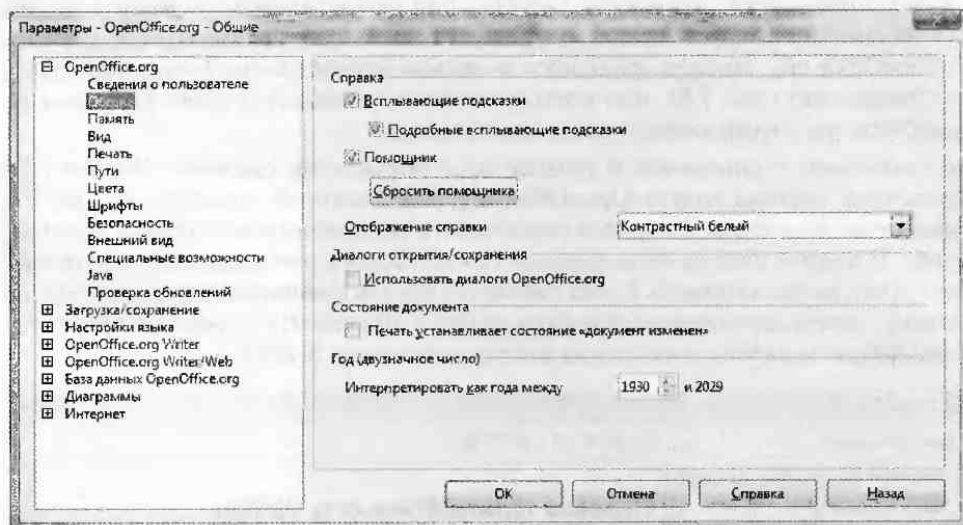 Параметры - OpenOffice.org - Общие
OpenOffice.org
Сведения о пользователе
Память
Вид
Печать
Пути
Цвета
Шрифты
Безопасность
Внешний вид
Специальные возможности
Java
Проверка обновлений
Загрузка/сохранение
Настройки языка
OpenOffice.org Writer
OpenOffice.org Writer/Web
База данных OpenOffice.org
Диаграммы
Интернет
Справка
Всплывающие подсказки
Подробные всплывающие подсказки
Помощник
Сбросить помощника
Отображение справки Контрастный белый
Диалоги открытия/сохранения
Использовать диалоги OpenOffice.org
Состояние документа
Печать устанавливает состояние «документ изменен»
Год (двузначное число)
Интерпретировать как года между 1930 и 2029
ОК Отмена Справка Назад